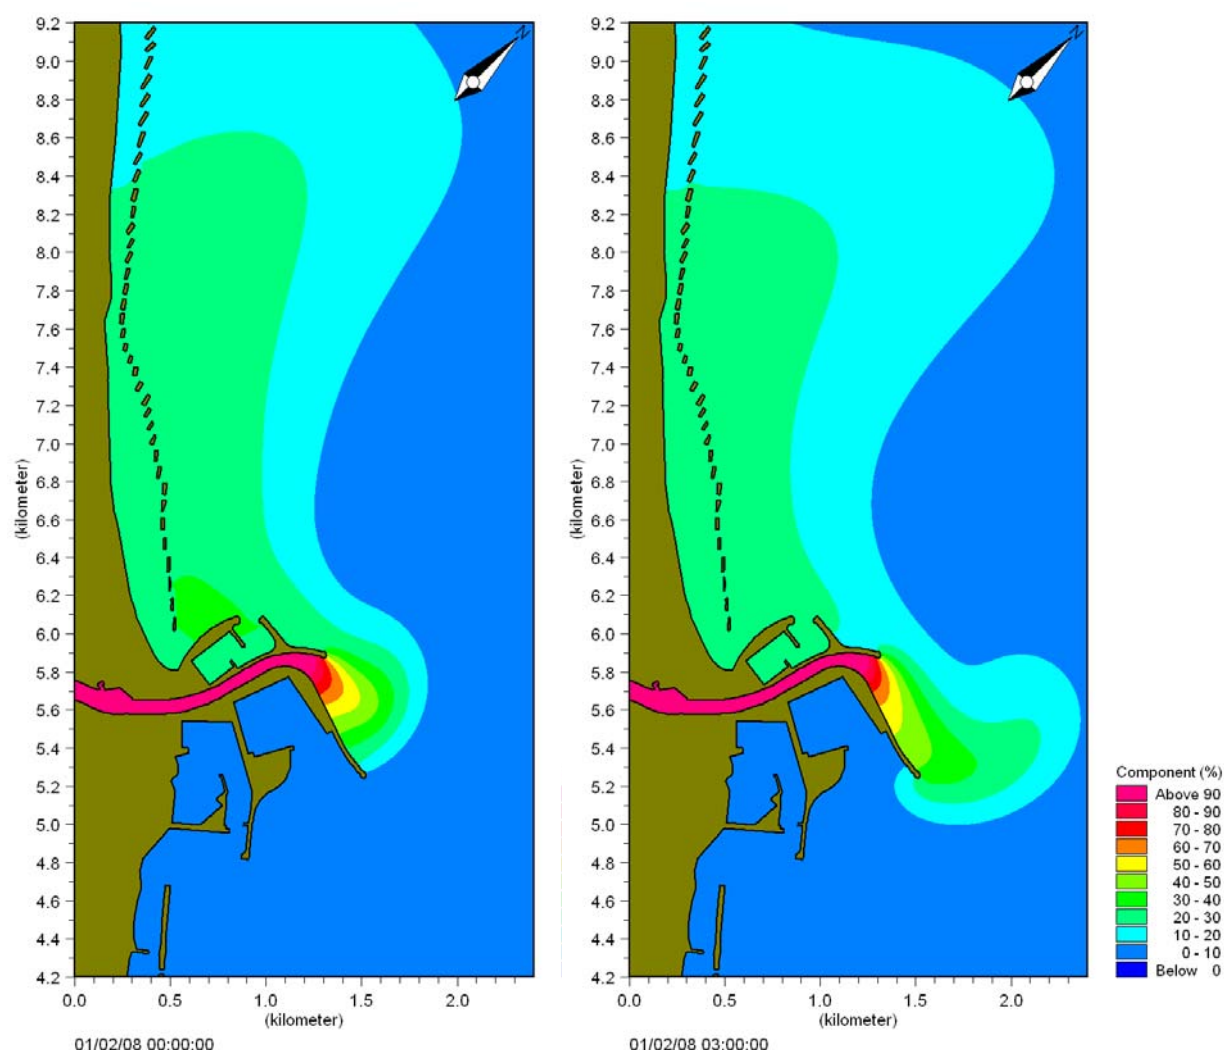 9.2
9.0
8.8
8.6
8.4
8.2
8.0
7.8
7.6
7.4
7.2
7.0
6.8
6.6
6.4
6.2
6.0
5.8
5.6
5.4
5.2
5.0
4.8
4.6
4.4
4.2
(kilometer)
N
0.0 0.5 1.0 1.5 2.0
(kilometer)
01/02/08 00:00:00
9.2
9.0
8.8
8.6
8.4
8.2
8.0
7.8
7.6
7.4
7.2
7.0
6.8
6.6
6.4
6.2
6.0
5.8
5.6
5.4
5.2
5.0
4.8
4.6
4.4
4.2
(kilometer)
N
0.0 0.5 1.0 1.5 2.0
(kilometer)
01/02/08 03:00:00
Component (%)
Above 90
80 - 90
70 - 80
60 - 70
50 - 60
40 - 50
30 - 40
20 - 30
10 - 20
0 - 10
Below 0